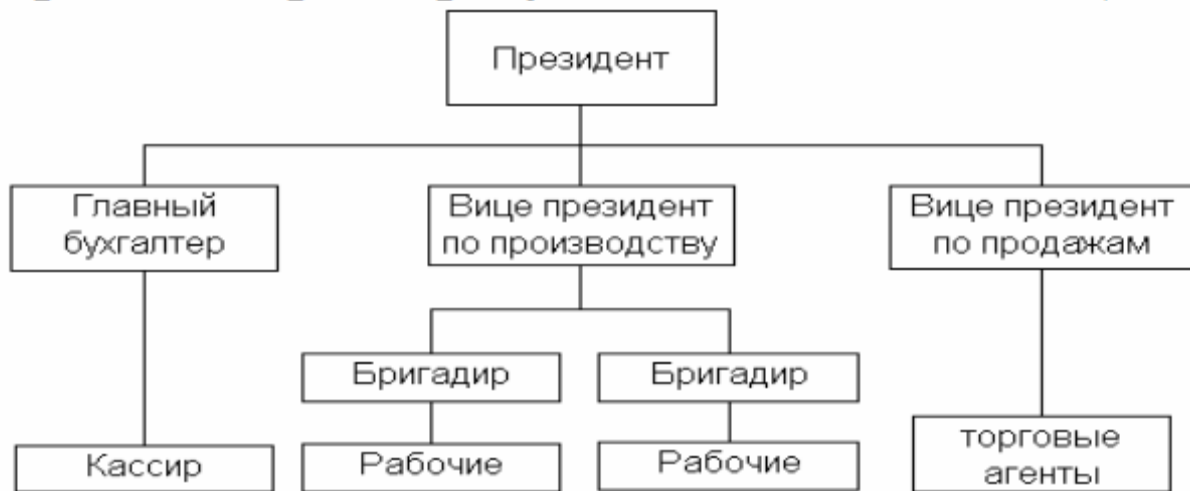 Президент
Главный
бухгалтер
Вице президент
по производству
Вице президент
по продажам
Бригадир
Бригадир
Кассир
Рабочие
Рабочие
торговые
агенты